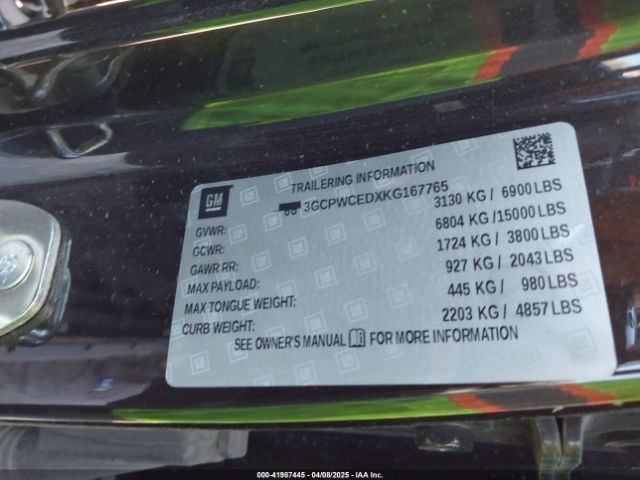 GM
TRAILERING INFORMATION
3GCPWCEDXKG167765
GVWR: 3130 KG / 6900 LBS
GCWR: 6804 KG /15000 LBS
GAWR RR: 1724 KG / 3800 LBS
MAX PAYLOAD: 927 KG / 2043 LBS
MAX TONGUE WEIGHT: 445 KG / 980 LBS
CURB WEIGHT: 2203 KG / 4857 LBS
SEE OWNER'S MANUAL FOR MORE INFORMATION
000-41987445 - 04/08/2025 - IAA Inc.